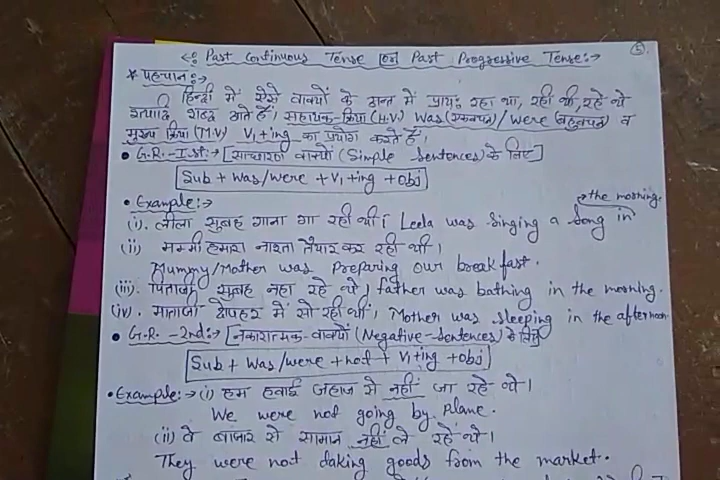 Past Continuous Tense [or] Past Progressive Tense:→ (5)
* पहचान:→
हिन्दी में ऐसे वाक्यों के अन्त में प्रायः रहा था, रही थी, रहे थे
इत्यादि शब्द आते हैं। सहायक-क्रिया (H.V) Was (एकवचन)/Were (बहुवचन) व
मुख्य क्रिया (M.V) V₁+ing का प्रयोग करते हैं।
• G.R.-Ist:→ [साधारण वाक्यों (Simple Sentences) के लिए]
Sub + was/were + V₁+ing +obj
• Example:→
(i). लीला सुबह गाना गा रही थी। Leela was singing a song in the morning.
(ii) मम्मी हमारा नाश्ता तैयार कर रही थी।
Mummy/Mother was preparing our breakfast.
(iii). पिताजी सुबह नहा रहे थे। father was bathing in the morning.
(iv). माताजी दोपहर में सो रही थीं। Mother was sleeping in the afternoon
• G.R.-2nd:→ [नकारात्मक-वाक्यों (Negative-Sentences) के लिए]
Sub + was/were + not + V₁+ing +obj
• Example:→ (i) हम हवाई जहाज से नहीं जा रहे थे।
We were not going by plane.
(ii) वे बाजार से सामान नहीं ले रहे थे।
They were not taking goods from the market.